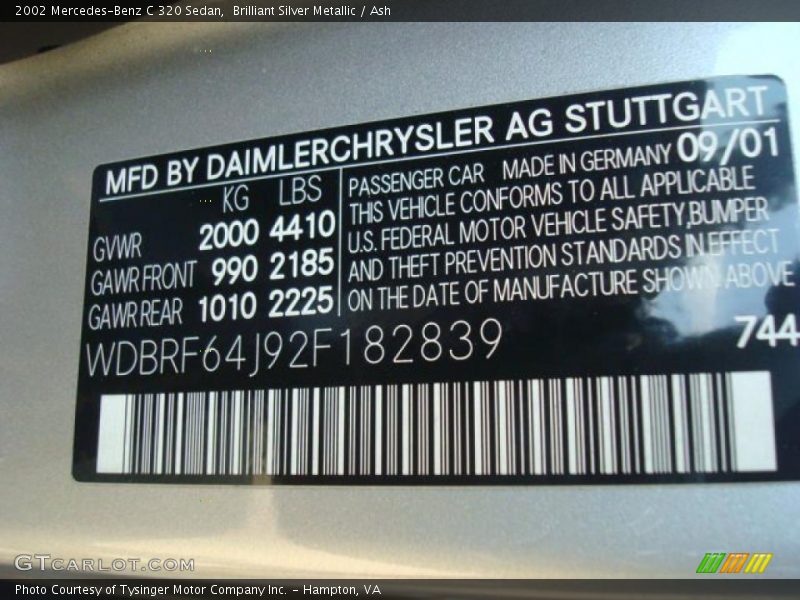 2002 Mercedes-Benz C 320 Sedan,  Brilliant Silver Metallic / Ash
MFD BY DAIMLERCHRYSLER AG STUTTGART
KG LBS
GVWR 2000 4410
GAWR FRONT 990 2185
GAWR REAR 1010 2225
PASSENGER CAR MADE IN GERMANY 09/01
THIS VEHICLE CONFORMS TO ALL APPLICABLE
U.S. FEDERAL MOTOR VEHICLE SAFETY,BUMPER
AND THEFT PREVENTION STANDARDS IN EFFECT
ON THE DATE OF MANUFACTURE SHOWN ABOVE
WDBRF64J92F182839
744
GTCARLOT.COM
Photo Courtesy of Tysinger Motor Company Inc. - Hampton, VA